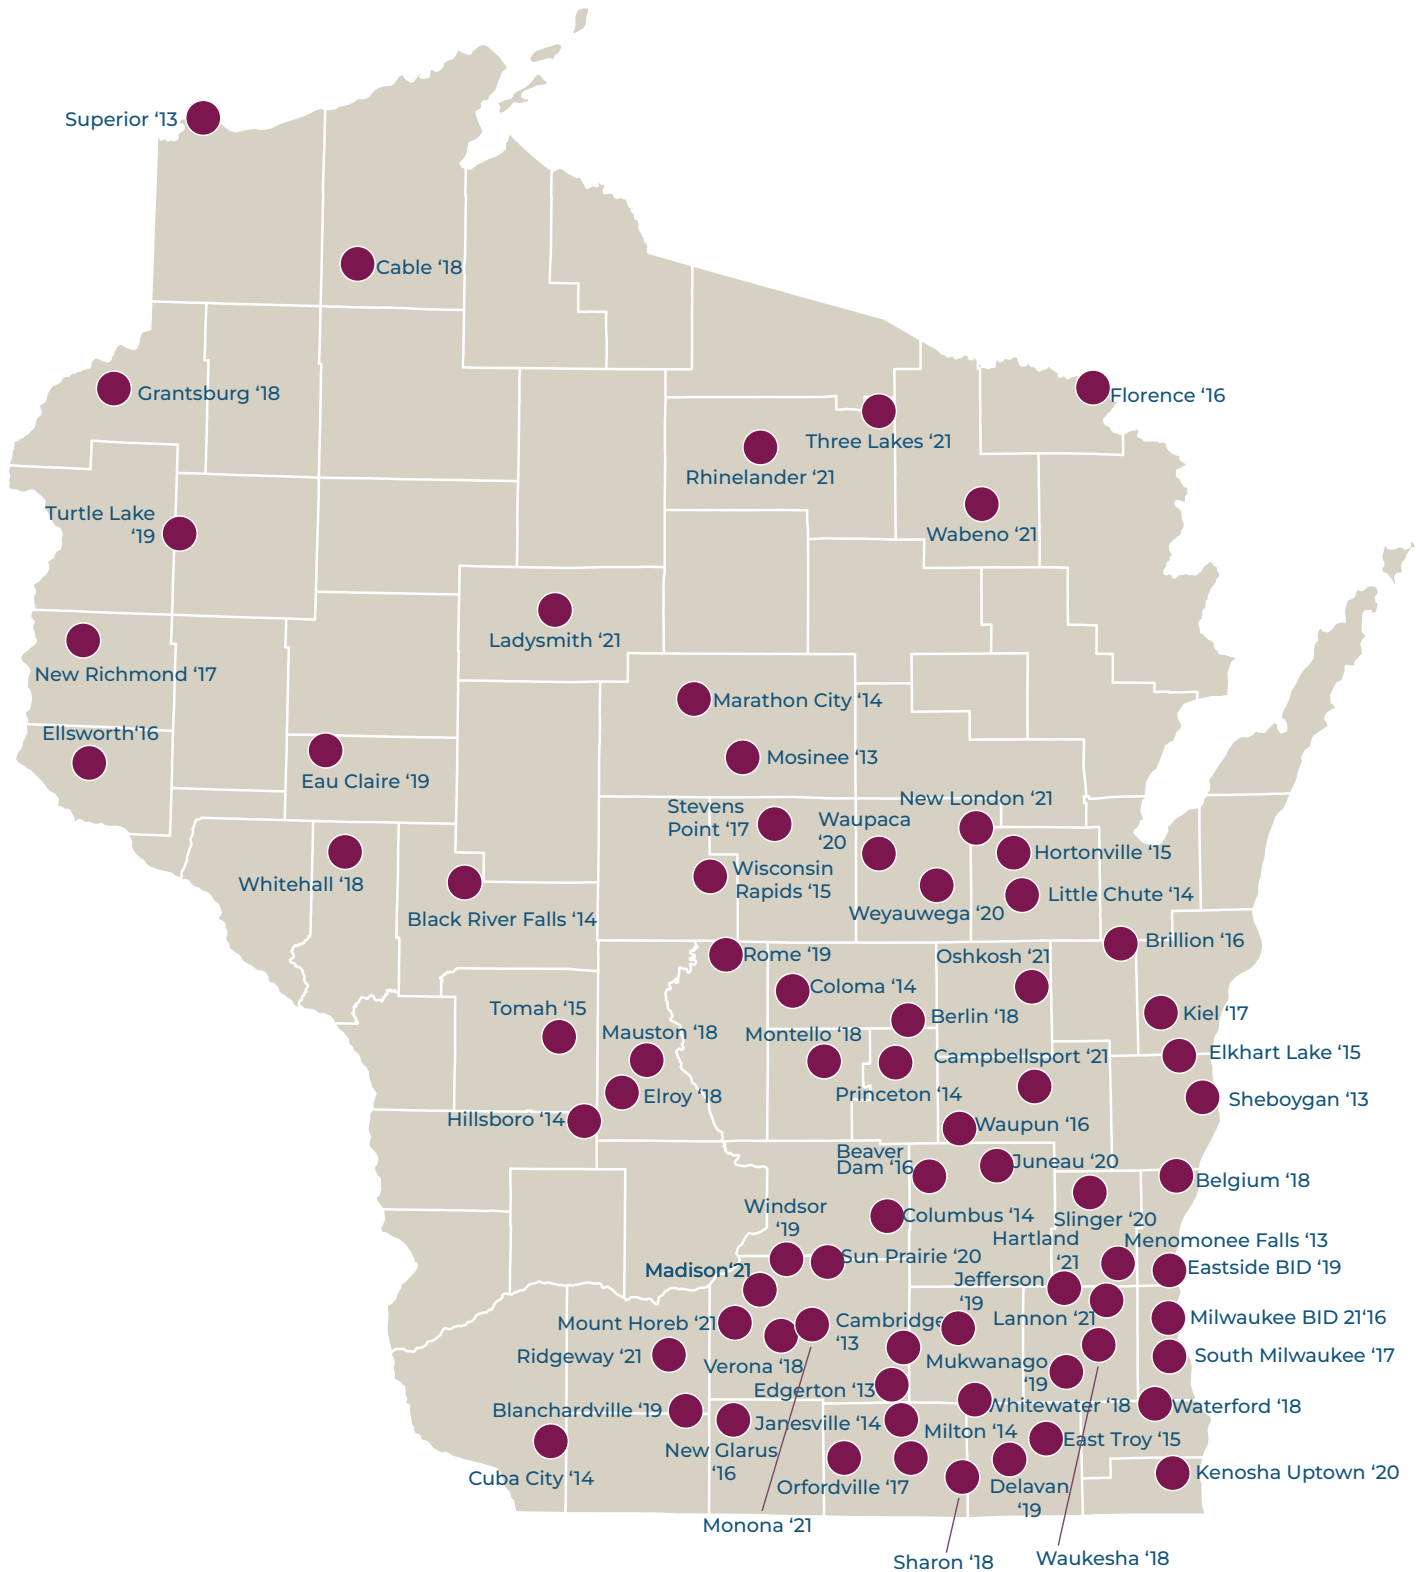 Superior ‘13
Cable ‘18
Grantsburg ‘18
Florence ‘16
Three Lakes ‘21
Rhinelander ‘21
Turtle Lake
‘19
Wabeno ‘21
Ladysmith ‘21
New Richmond ‘17
Marathon City ‘14
Ellsworth‘16
Mosinee ‘13
Eau Claire ‘19
New London ‘21
Stevens
Point ‘17
Waupaca
‘20
Hortonville ‘15
Wisconsin
Rapids ‘15
Whitehall ‘18
Little Chute ‘14
Weyauwega ‘20
Black River Falls ‘14
Brillion ‘16
Rome ‘19
Oshkosh ‘21
Coloma ‘14
Tomah ‘15
Kiel ‘17
Berlin ‘18
Mauston ‘18
Montello ‘18
Elkhart Lake ‘15
Campbellsport ‘21
Princeton ‘14
Elroy ‘18
Sheboygan ‘13
Hillsboro ‘14
Waupun ‘16
Beaver
Dam ‘16
Juneau ‘20
Belgium ‘18
Windsor
‘19
Columbus ‘14
Slinger ‘20
Hartland
‘21
Menomonee Falls ‘13
Sun Prairie ‘20
Eastside BID ‘19
Madison‘21
Jefferson
‘19
Mount Horeb ‘21
Cambridge
‘13
Lannon ‘21
Milwaukee BID 21‘16
Ridgeway ‘21
Verona ‘18
Mukwanago
‘19
South Milwaukee ‘17
Edgerton ‘13
Blanchardville ‘19
Whitewater ‘18
Waterford ‘18
Janesville ‘14
Milton ‘14
East Troy ‘15
New Glarus
‘16
Cuba City ‘14
Orfordville ‘17
Delavan
‘19
Kenosha Uptown ‘20
Monona ‘21
Sharon ‘18
Waukesha ‘18